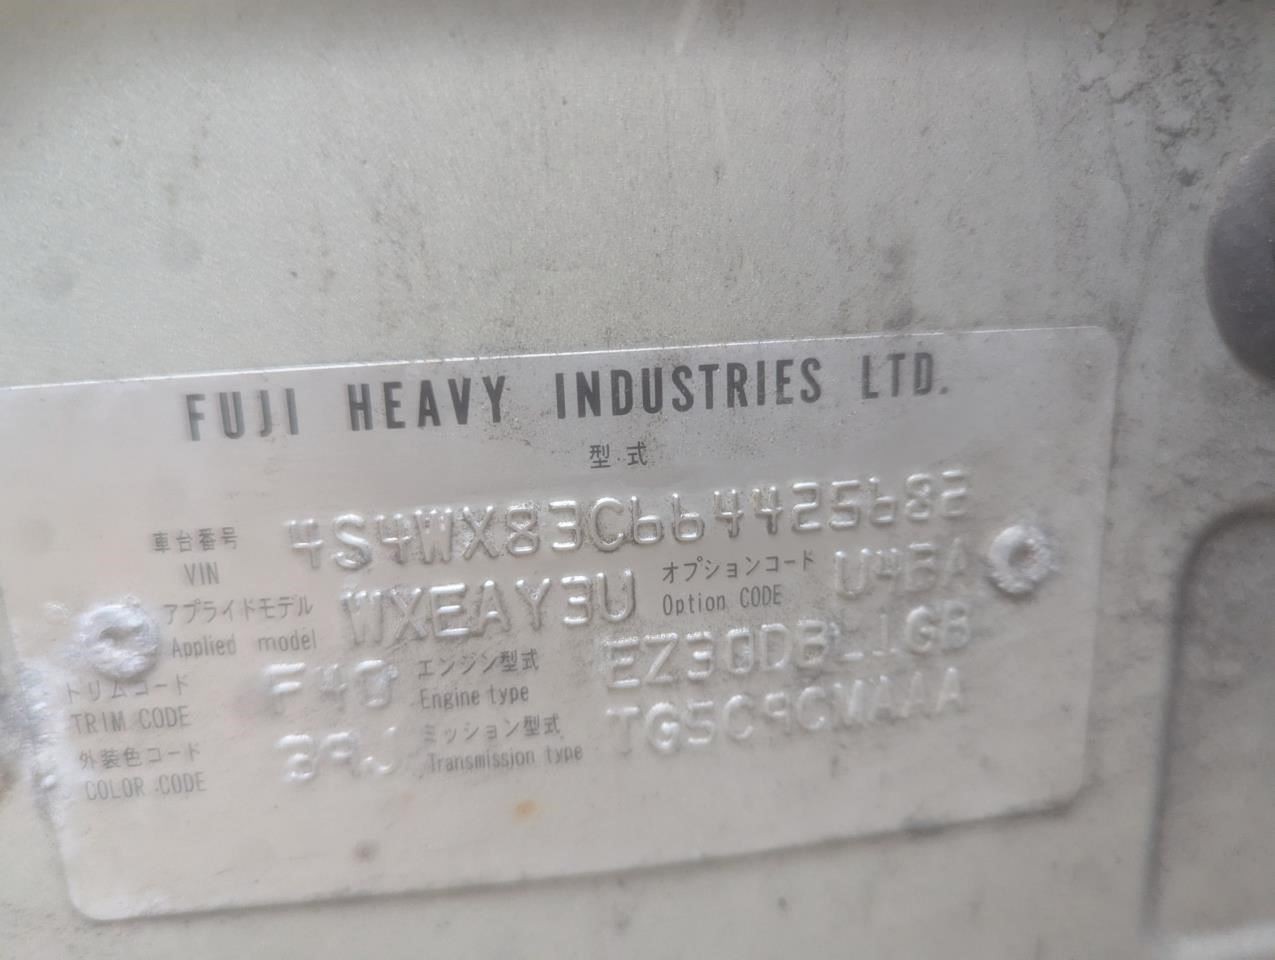 FUJI HEAVY INDUSTRIES LTD.
型式
車台番号 VIN 4S4WX83C664425682
アプライドモデル Applied model WXEAY3U オプションコード Option CODE U4EA
トリムコード TRIM CODE F40 エンジン型式 Engine type EZ30DBL1GB
外装色コード COLOR CODE 39J ミッション型式 Transmission type TG5C9CMAAA